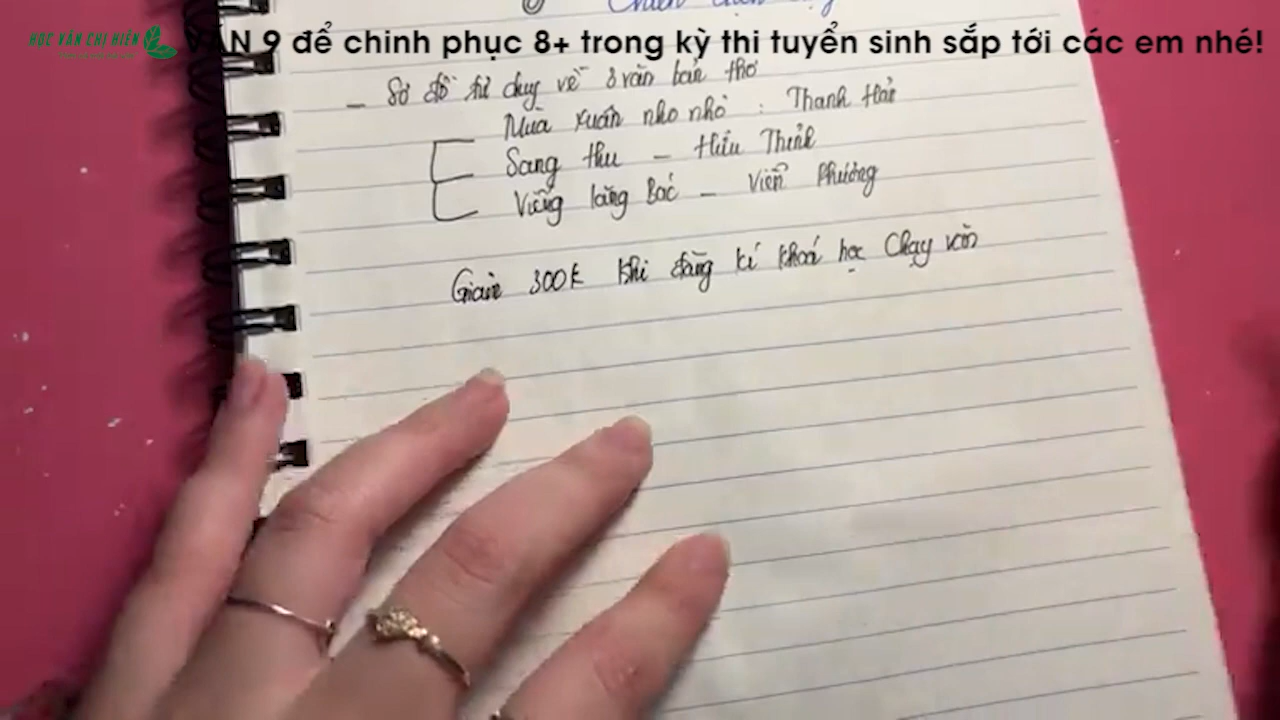 HỌC VĂN CHỊ HIÊN
VĂN 9 để chinh phục 8+ trong kỳ thi tuyển sinh sắp tới các em nhé!
– Sơ đồ tư duy về 3 văn bản thơ
Mùa xuân nho nhỏ : Thanh Hải
Sang thu – Hữu Thỉnh
Viếng lăng Bác – Viễn Phương
Giảm 300k khi đăng kí khoá học Chạy văn